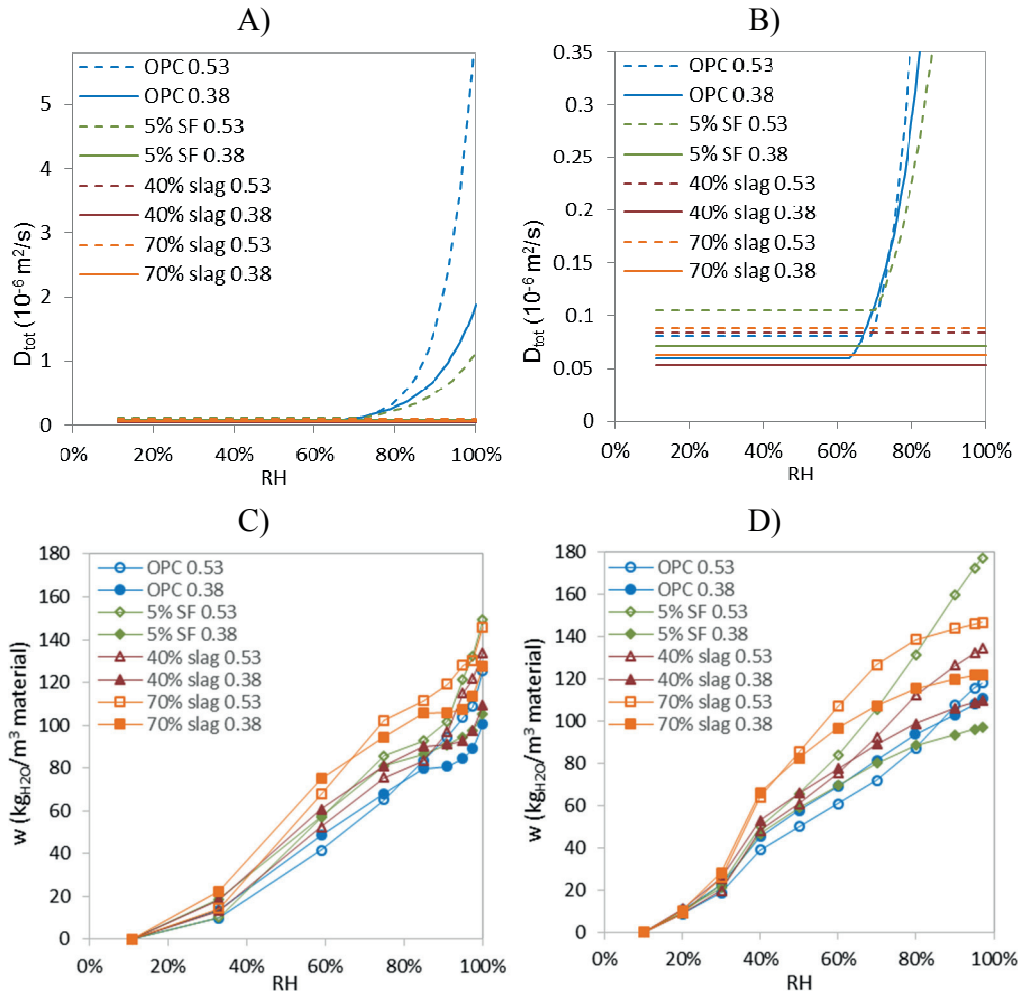 A)
OPC 0.53
OPC 0.38
5% SF 0.53
5% SF 0.38
40% slag 0.53
40% slag 0.38
70% slag 0.53
70% slag 0.38
5
4
3
2
1
0
D_tot (10^-6 m^2/s)
0% 20% 40% 60% 80% 100%
RH
B)
OPC 0.53
OPC 0.38
5% SF 0.53
5% SF 0.38
40% slag 0.53
40% slag 0.38
70% slag 0.53
70% slag 0.38
0.35
0.3
0.25
0.2
0.15
0.1
0.05
0
D_tot (10^-6 m^2/s)
0% 20% 40% 60% 80% 100%
RH
C)
OPC 0.53
OPC 0.38
5% SF 0.53
5% SF 0.38
40% slag 0.53
40% slag 0.38
70% slag 0.53
70% slag 0.38
180
160
140
120
100
80
60
40
20
0
w (kg_H2O/m^3 material)
0% 20% 40% 60% 80% 100%
RH
D)
OPC 0.53
OPC 0.38
5% SF 0.53
5% SF 0.38
40% slag 0.53
40% slag 0.38
70% slag 0.53
70% slag 0.38
180
160
140
120
100
80
60
40
20
0
w (kg_H2O/m^3 material)
0% 20% 40% 60% 80% 100%
RH